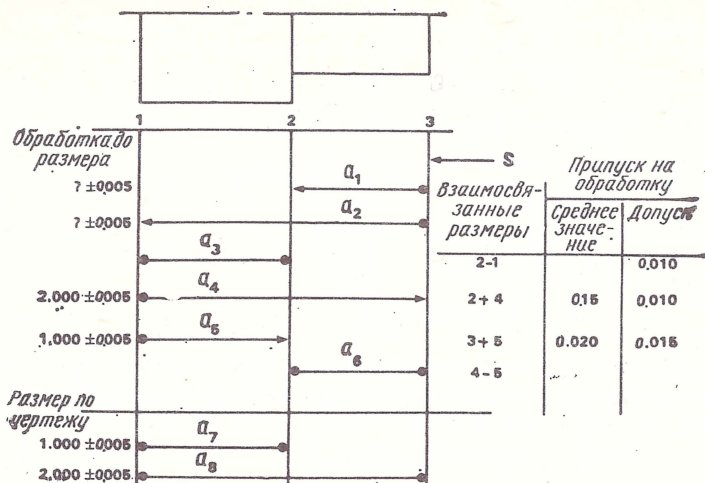 1 2 3
Обработка до
размера
S
? ±0,005
a₁
? ±0,005
a₂
a₃
2.000 ±0,005
a₄
1.000 ±0,005
a₅
a₆
Взаимосвя-
занные
размеры
Припуск на
обработку
Среднее
значе-
ние
Допуск
2-1 0,010
2+4 0,15 0,010
3+5 0.020 0.015
4-5
Размер по
чертежу
1.000 ±0,005
a₇
2,000 ±0,005
a₈